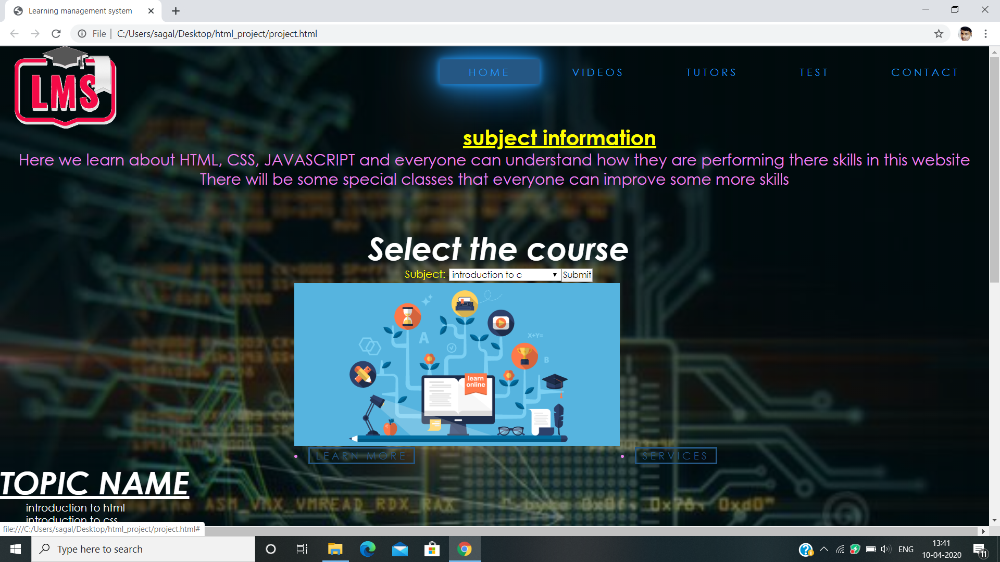 Learning management system
File
C:/Users/sagal/Desktop/html_project/project.html
LMS
HOME
VIDEOS
TUTORS
TEST
CONTACT
subject information
Here we learn about HTML, CSS, JAVASCRIPT and everyone can understand how they are performing there skills in this website
There will be some special classes that everyone can improve some more skills
Select the course
Subject:-
introduction to c
Submit
A
X+Y=
B
learn
online
LEARN MORE
SERVICES
TOPIC NAME
introduction to html
introduction to css
ASM_VMX_VMREAD_RDX_RAX
file:///C:/Users/sagal/Desktop/html_project/project.html#
Type here to search
ENG
13:41
10-04-2020
11